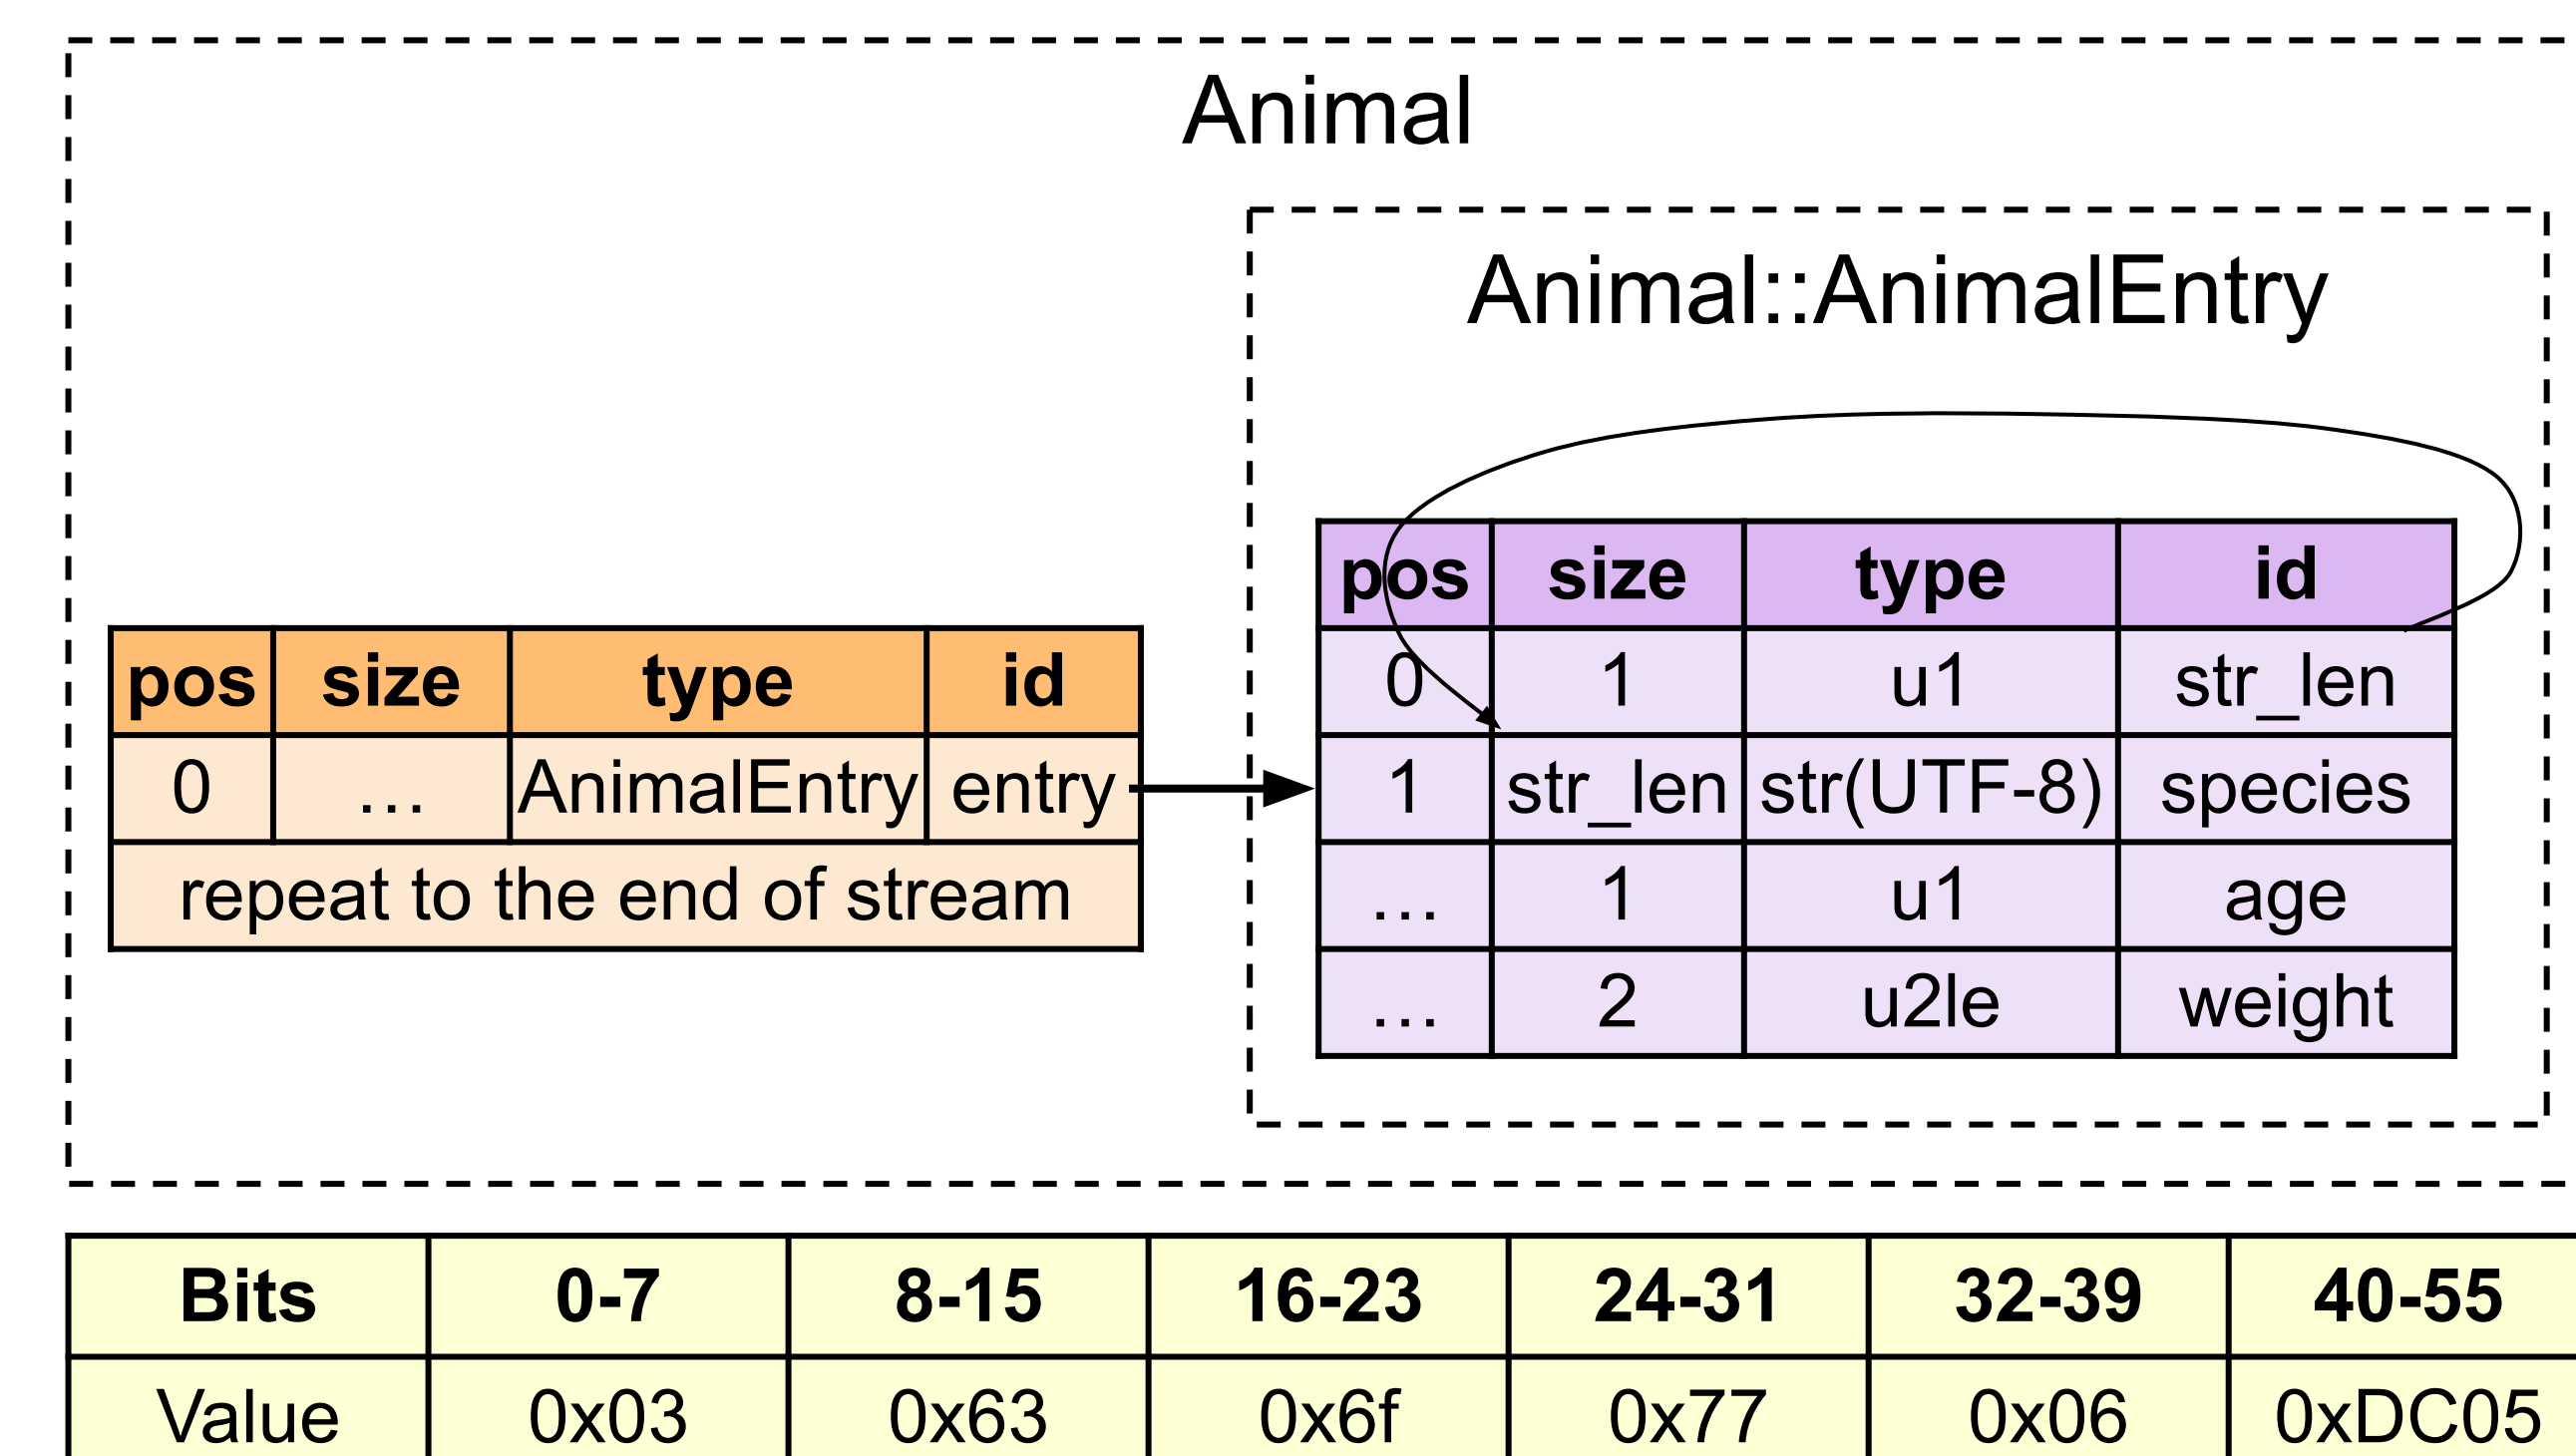 Animal
Animal::AnimalEntry
pos size type id
0 … AnimalEntry entry
repeat to the end of stream
pos size type id
0 1 u1 str_len
1 str_len str(UTF-8) species
… 1 u1 age
… 2 u2le weight
Bits 0-7 8-15 16-23 24-31 32-39 40-55
Value 0x03 0x63 0x6f 0x77 0x06 0xDC05